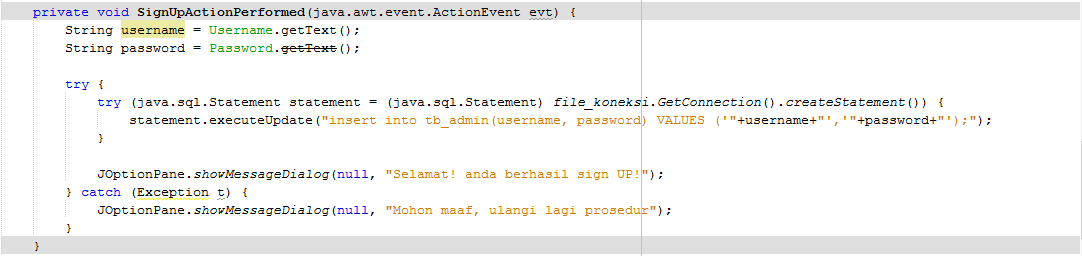 private void SignUpActionPerformed(java.awt.event.ActionEvent evt) {
    String username = Username.getText();
    String password = Password.getText();

    try {
        try (java.sql.Statement statement = (java.sql.Statement) file_koneksi.GetConnection().createStatement()) {
            statement.executeUpdate("insert into tb_admin(username, password) VALUES ('"+username+"','"+password+"');");
        }

        JOptionPane.showMessageDialog(null, "Selamat! anda berhasil sign UP!");
    } catch (Exception t) {
        JOptionPane.showMessageDialog(null, "Mohon maaf, ulangi lagi prosedur");
    }
}